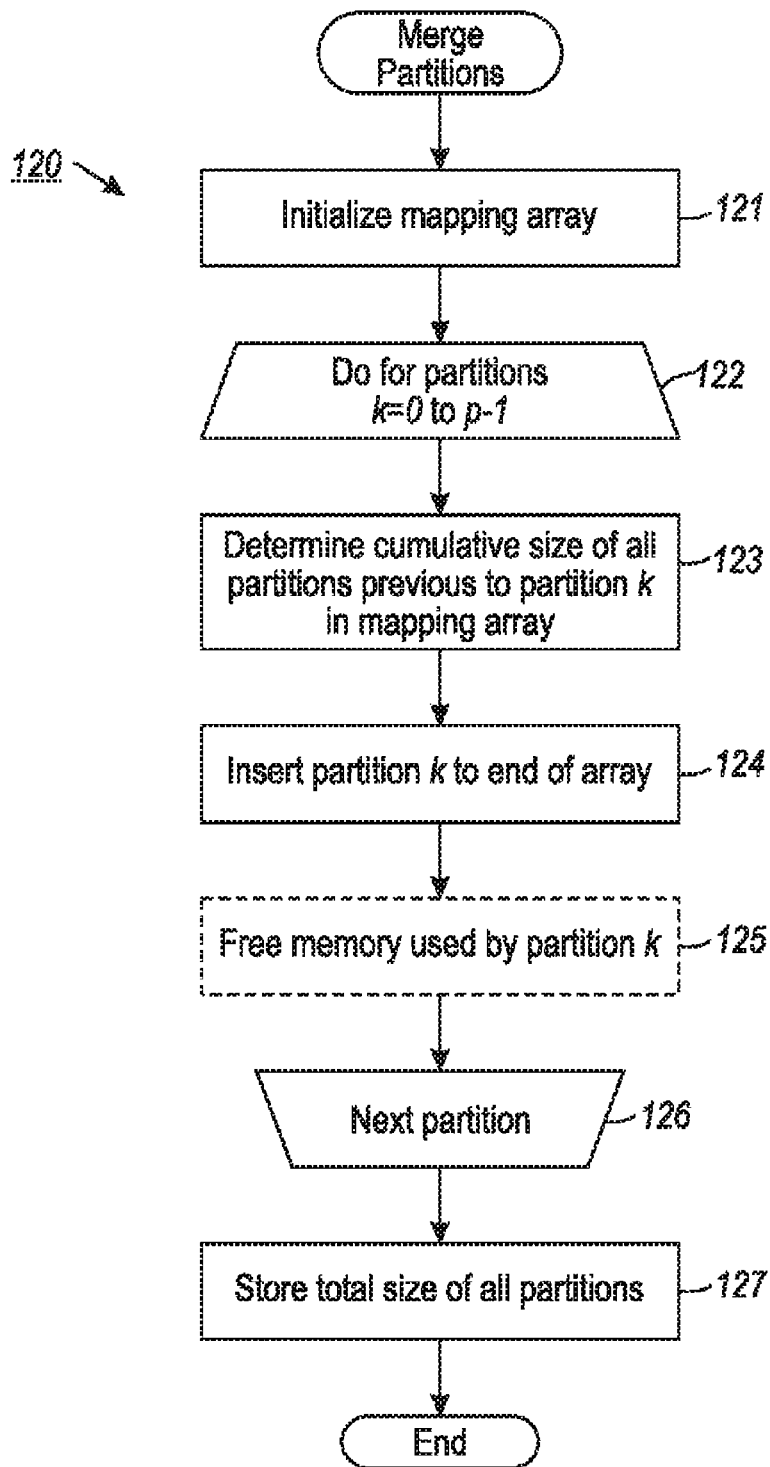 Merge
Partitions
120
Initialize mapping array
121
Do for partitions
k=0 to p-1
122
Determine cumulative size of all
partitions previous to partition k
in mapping array
123
Insert partition k to end of array
124
Free memory used by partition k
125
Next partition
126
Store total size of all partitions
127
End